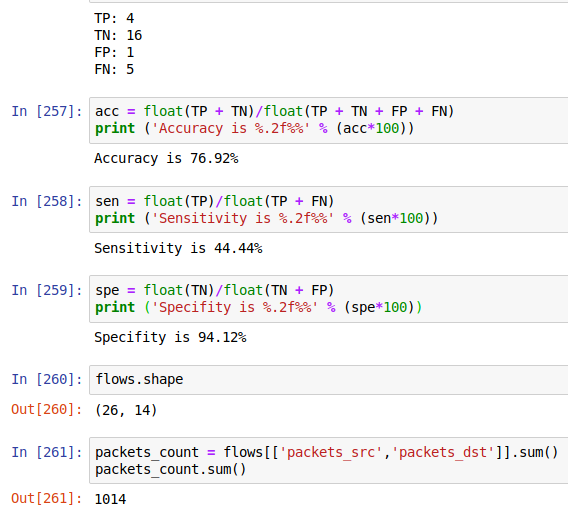 TP: 4
TN: 16
FP: 1
FN: 5
In [257]: acc = float(TP + TN)/float(TP + TN + FP + FN)
print ('Accuracy is %.2f%%' % (acc*100))
Accuracy is 76.92%
In [258]: sen = float(TP)/float(TP + FN)
print ('Sensitivity is %.2f%%' % (sen*100))
Sensitivity is 44.44%
In [259]: spe = float(TN)/float(TN + FP)
print ('Specifity is %.2f%%' % (spe*100))
Specifity is 94.12%
In [260]: flows.shape
Out[260]: (26, 14)
In [261]: packets_count = flows[['packets_src','packets_dst']].sum()
packets_count.sum()
Out[261]: 1014